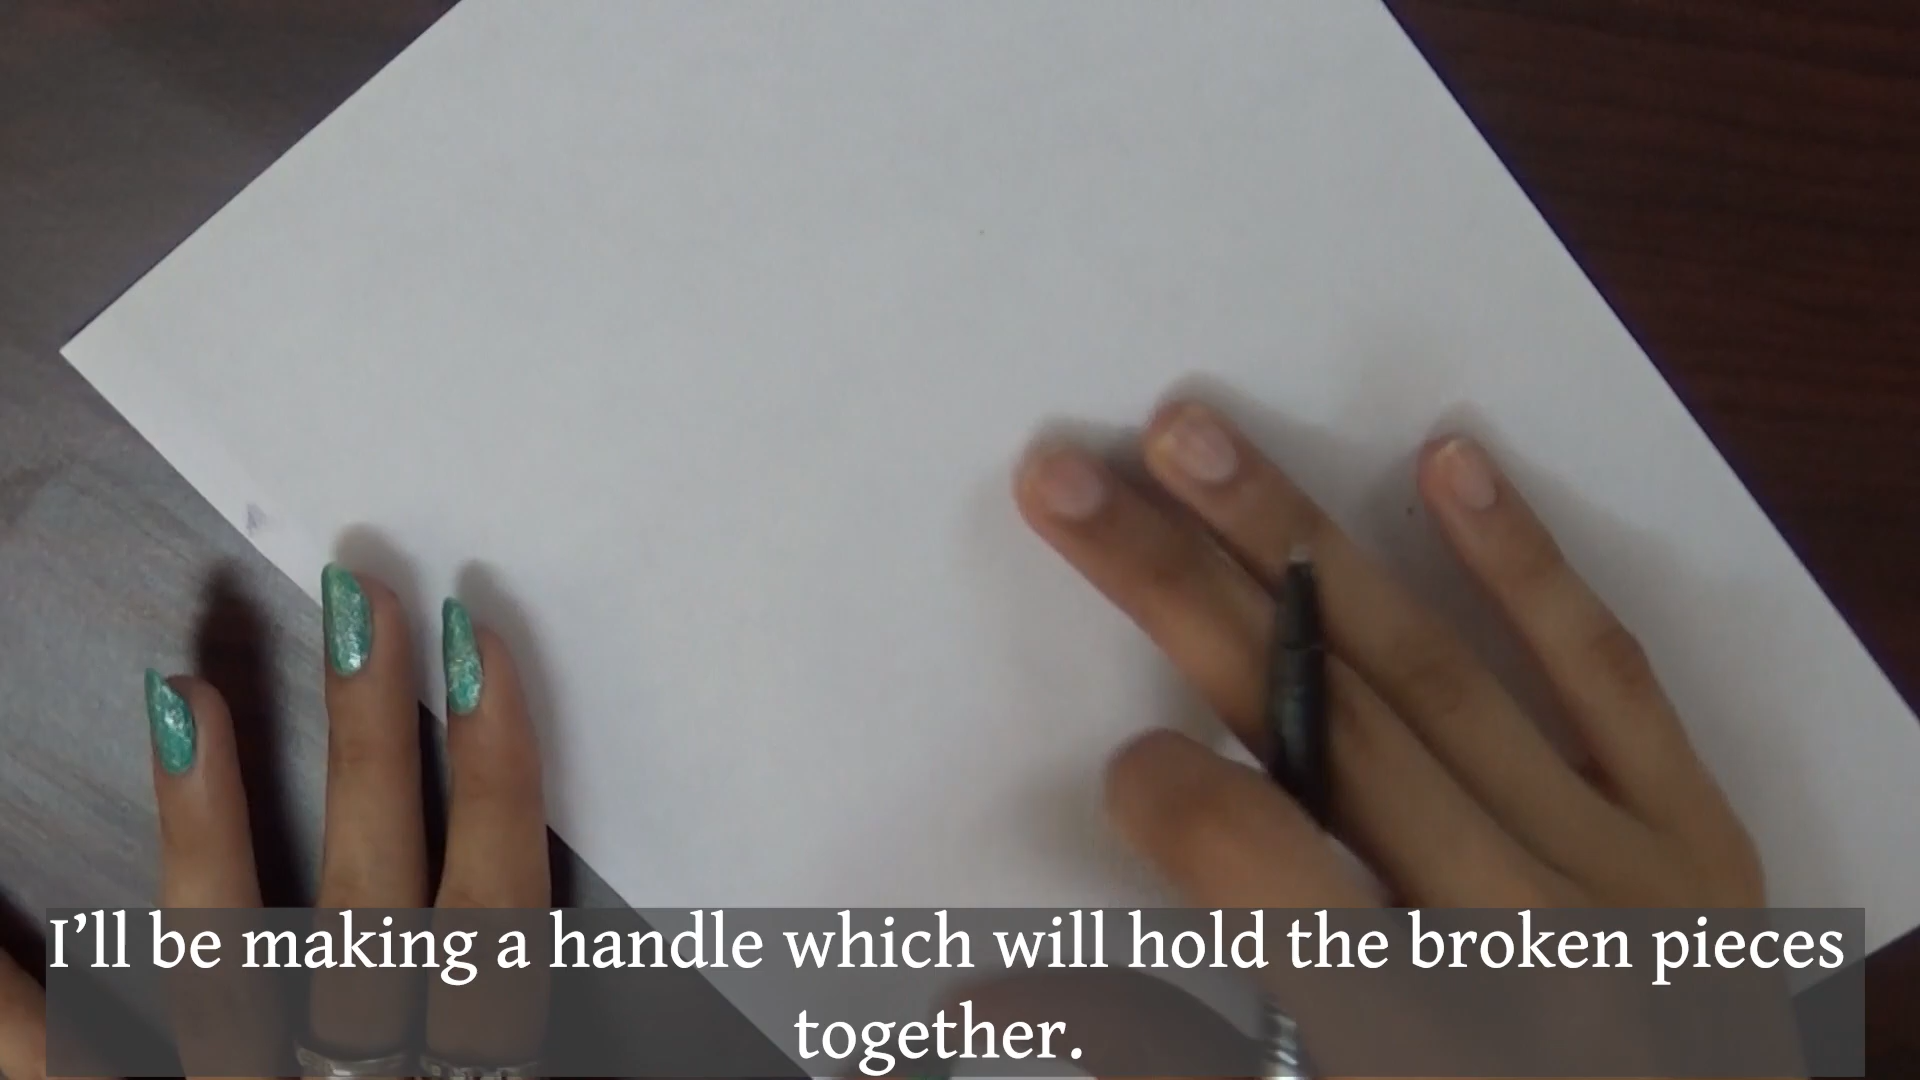 I’ll be making a handle which will hold the broken pieces
together.